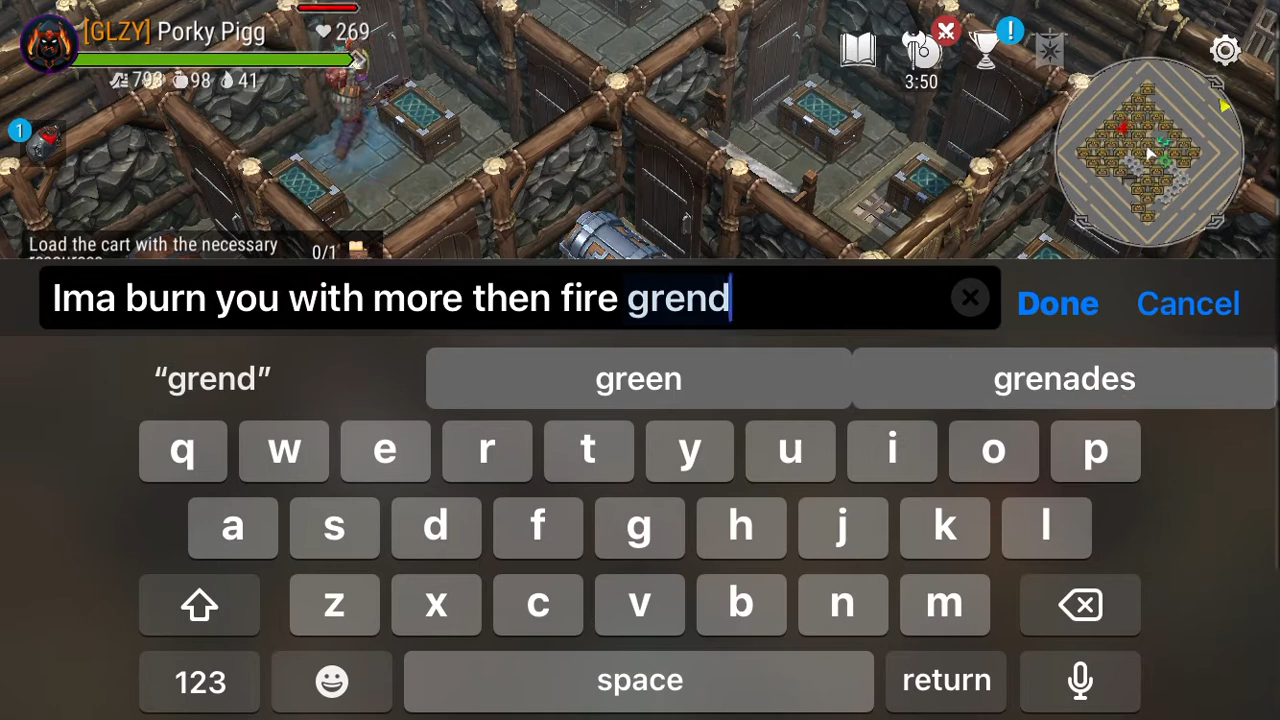 [GLZY] Porky Pigg
269
793 98 41
3:50
!
1
Load the cart with the necessary
resources
0/1
Ima burn you with more then fire grend
Done
Cancel
“grend”
green
grenades
q w e r t y u i o p
a s d f g h j k l
z x c v b n m
123
space
return